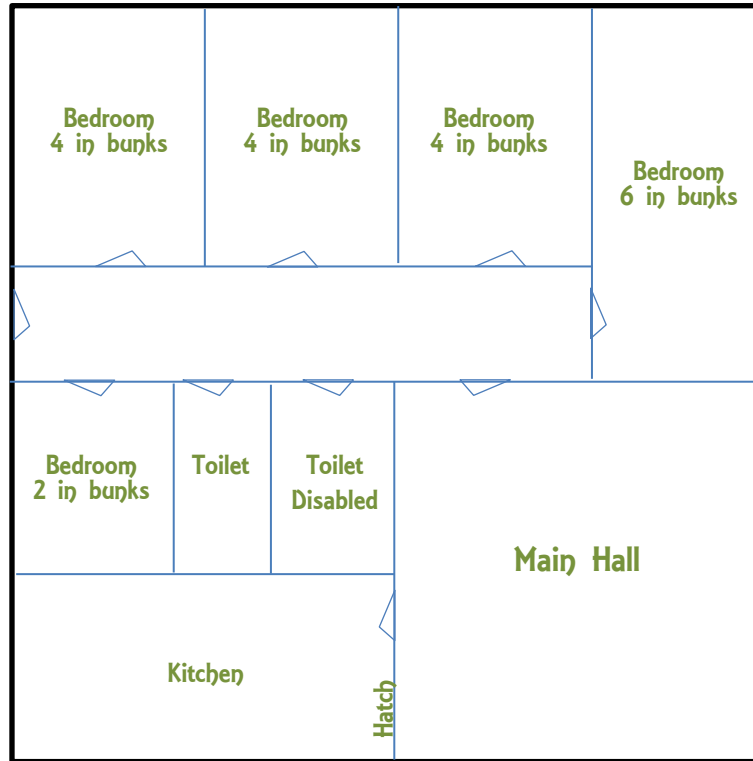 Bedroom
4 in bunks
Bedroom
4 in bunks
Bedroom
4 in bunks
Bedroom
6 in bunks
Bedroom
2 in bunks
Toilet
Toilet
Disabled
Main Hall
Kitchen
Hatch